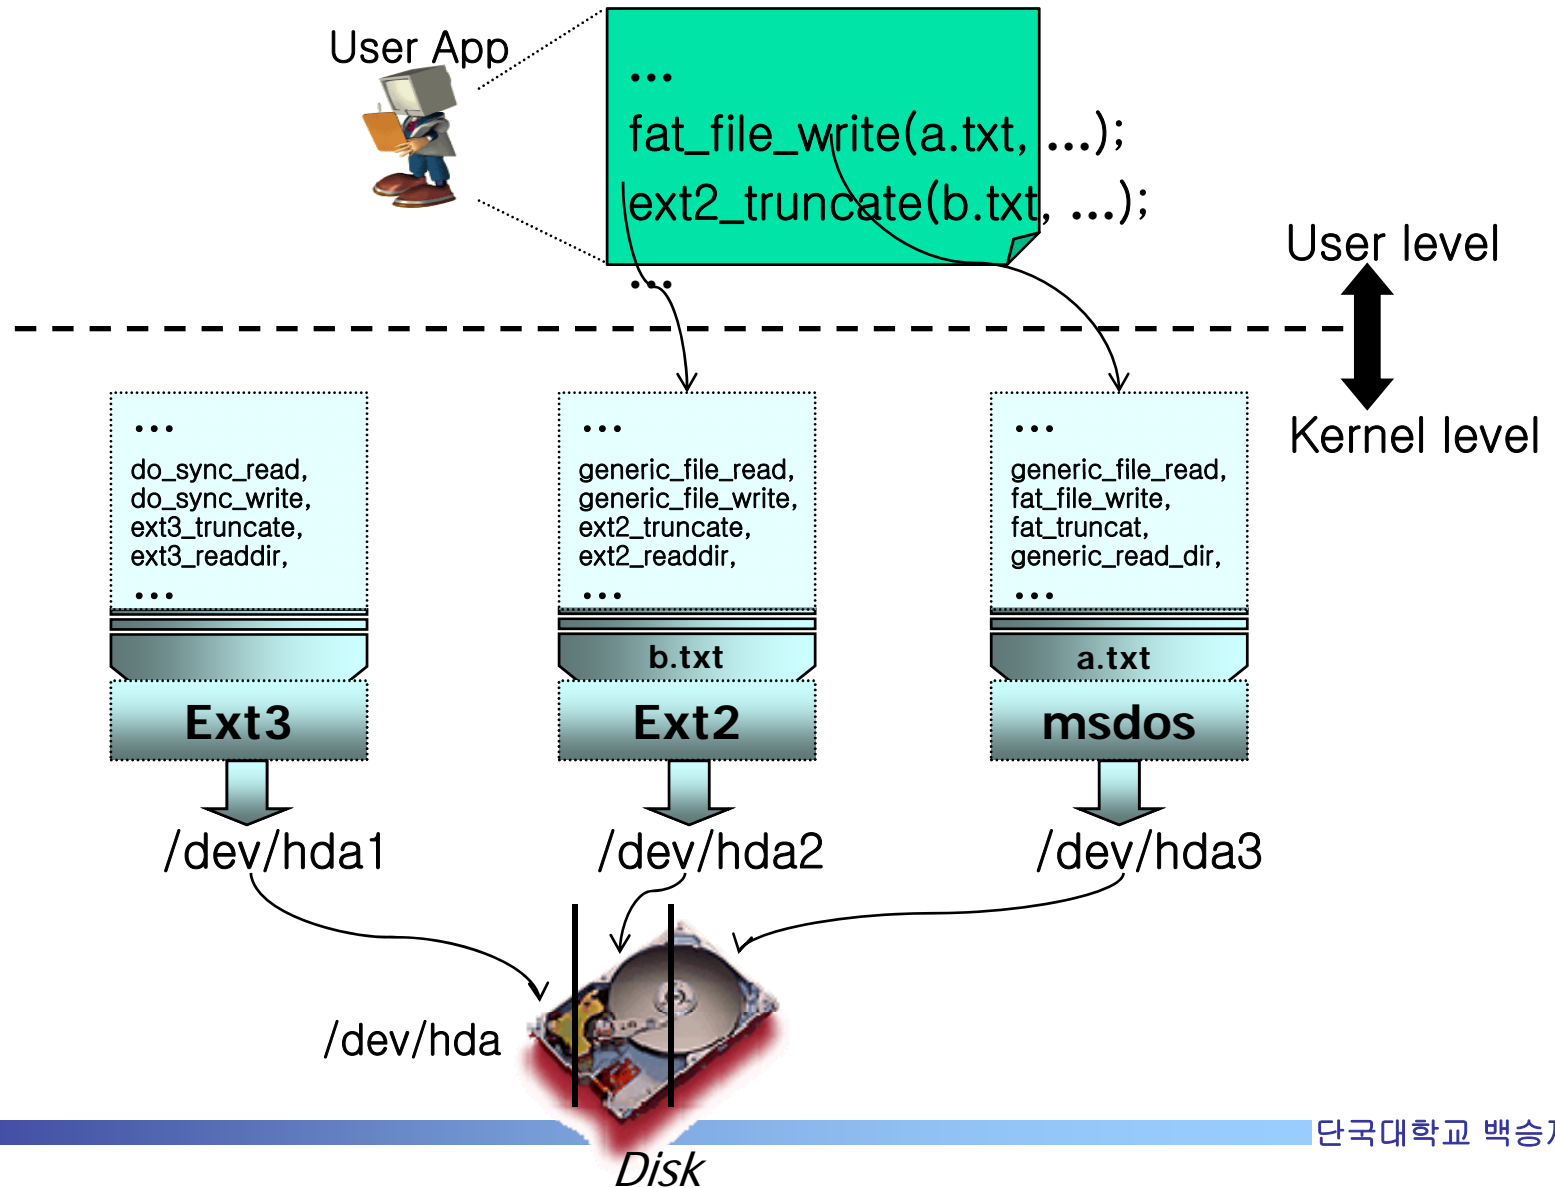 User App
...
fat_file_write(a.txt, ...);
ext2_truncate(b.txt, ...);
...
User level
Kernel level
...
do_sync_read,
do_sync_write,
ext3_truncate,
ext3_readdir,
...
Ext3
/dev/hda1
...
generic_file_read,
generic_file_write,
ext2_truncate,
ext2_readdir,
...
b.txt
Ext2
/dev/hda2
...
generic_file_read,
fat_file_write,
fat_truncat,
generic_read_dir,
...
a.txt
msdos
/dev/hda3
/dev/hda
Disk
단국대학교 백승